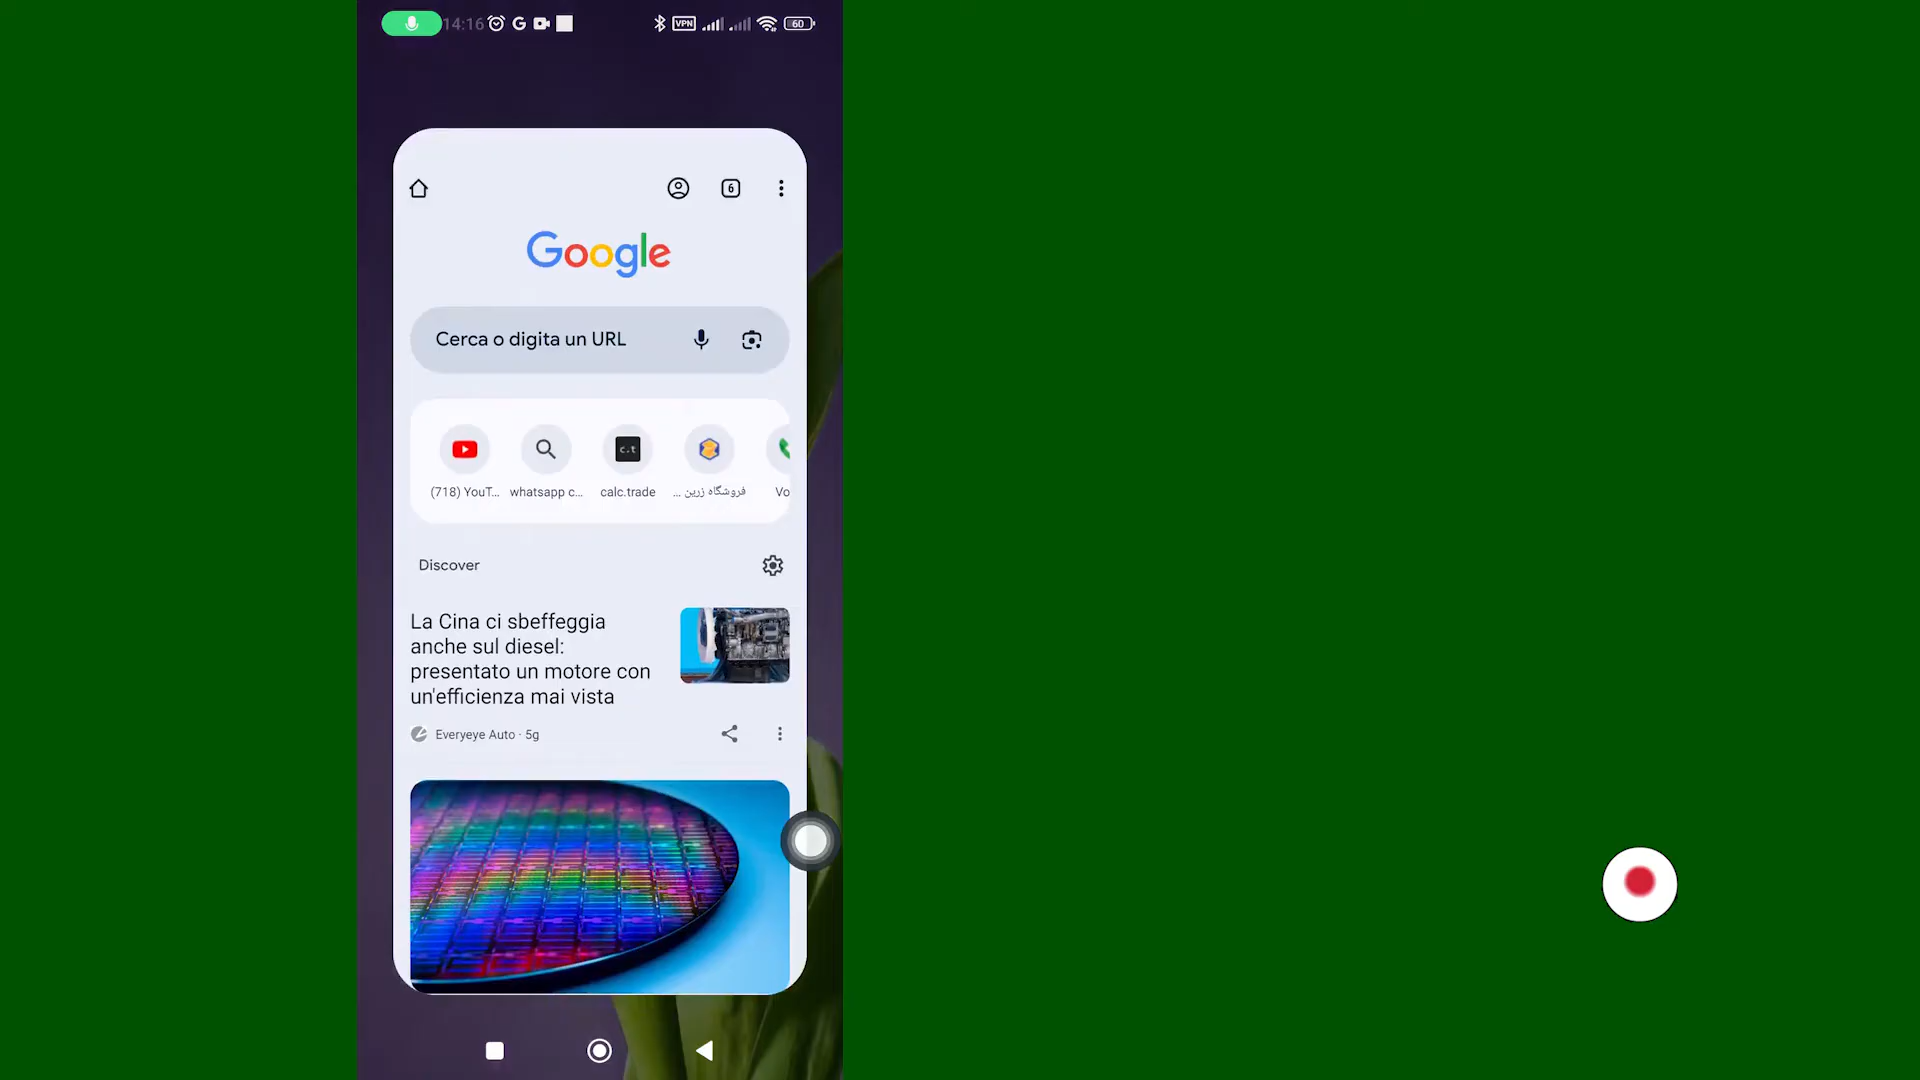 14:16 G VPN 60
6
Google
Cerca o digita un URL
c.t
(718) YouT... whatsapp c... calc.trade فروشگاه زرین ... Vo
Discover
La Cina ci sbeffeggia
anche sul diesel:
presentato un motore con
un'efficienza mai vista
Everyeye Auto · 5g